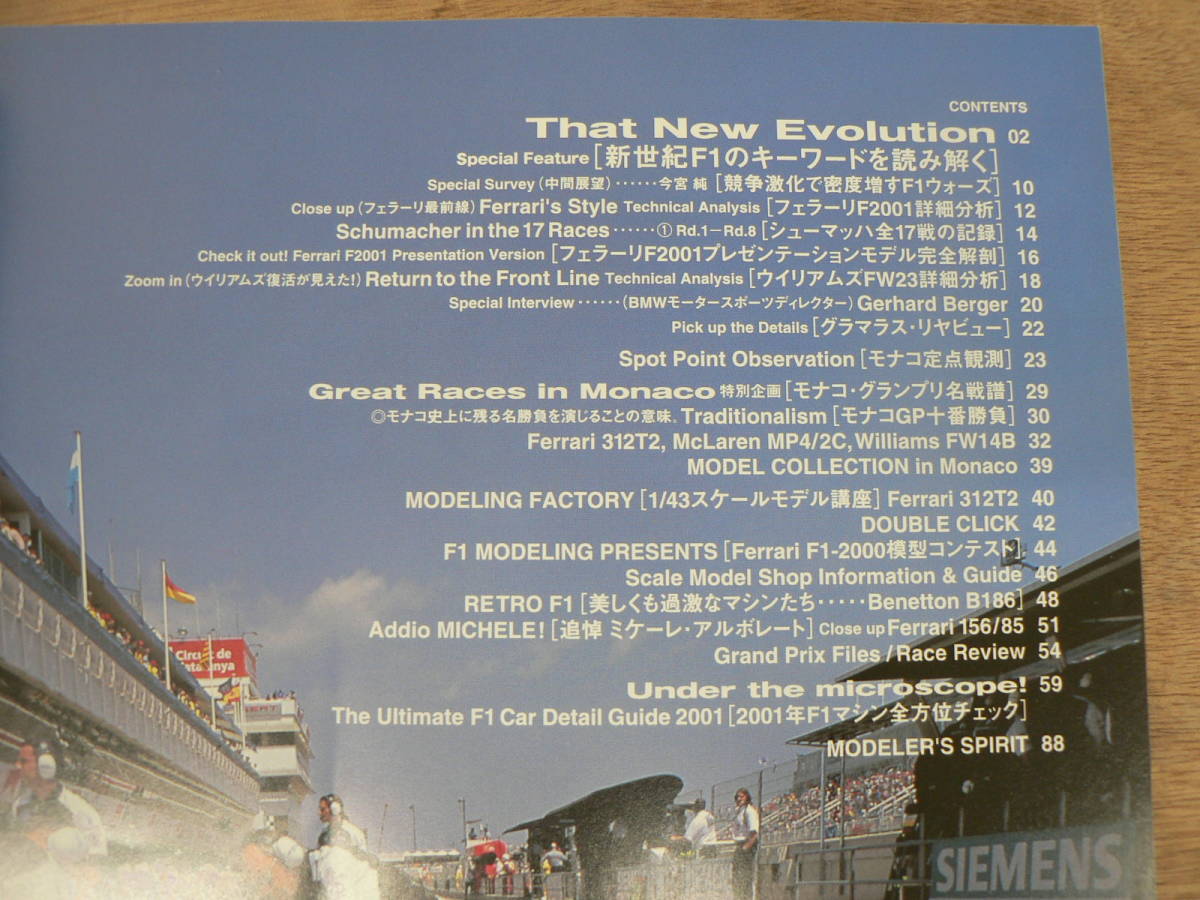 CONTENTS
That New Evolution 02
Special Feature [新世紀F1のキーワードを読み解く]
Special Survey (中間展望) ······ 今宮 純 [競争激化で密度増すF1ウォーズ] 10
Close up (フェラーリ最前線) Ferrari's Style Technical Analysis [フェラーリF2001詳細分析] 12
Schumacher in the 17 Races ······ ① Rd.1−Rd.8 [シューマッハ全17戦の記録] 14
Check it out! Ferrari F2001 Presentation Version [フェラーリF2001プレゼンテーションモデル完全解剖] 16
Zoom in (ウイリアムズ復活が見えた!) Return to the Front Line Technical Analysis [ウイリアムズFW23詳細分析] 18
Special Interview ······ (BMWモータースポーツディレクター) Gerhard Berger 20
Pick up the Details [グラマラス・リヤビュー] 22
Spot Point Observation [モナコ定点観測] 23
Great Races in Monaco 特別企画 [モナコ・グランプリ名戦譜] 29
◎モナコ史上に残る名勝負を演じることの意味。Traditionalism [モナコGP十番勝負] 30
Ferrari 312T2, McLaren MP4/2C, Williams FW14B 32
MODEL COLLECTION in Monaco 39
MODELING FACTORY [1/43スケールモデル講座] Ferrari 312T2 40
DOUBLE CLICK 42
F1 MODELING PRESENTS [Ferrari F1-2000模型コンテスト] 44
Scale Model Shop Information & Guide 46
RETRO F1 [美しくも過激なマシンたち·····Benetton B186] 48
Addio MICHELE! [追悼 ミケーレ・アルボレート] Close up Ferrari 156/85 51
Grand Prix Files / Race Review 54
Under the microscope! 59
The Ultimate F1 Car Detail Guide 2001 [2001年F1マシン全方位チェック]
MODELER'S SPIRIT 88
Circuit de
Catalunya
SIEMENS